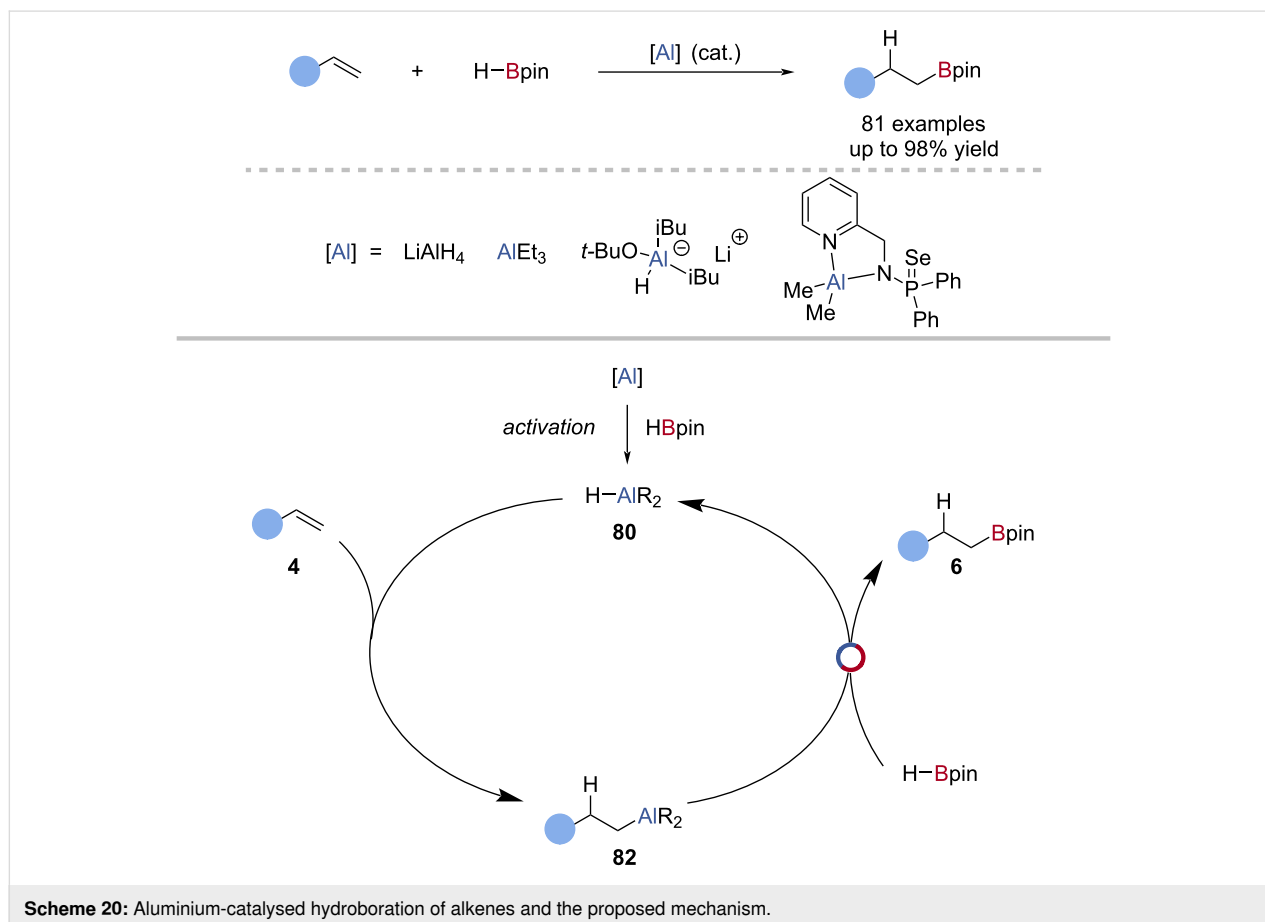 + H–Bpin [Al] (cat.) H Bpin
81 examples
up to 98% yield
[Al] = LiAlH4 AlEt3 t-BuO iBu Al ⊖ H iBu Li ⊕ N Me Al Me N Se P Ph Ph
[Al]
activation HBpin
H–AlR2
80
4
H Bpin
6
H–Bpin
H AlR2
82
Scheme 20: Aluminium-catalysed hydroboration of alkenes and the proposed mechanism.